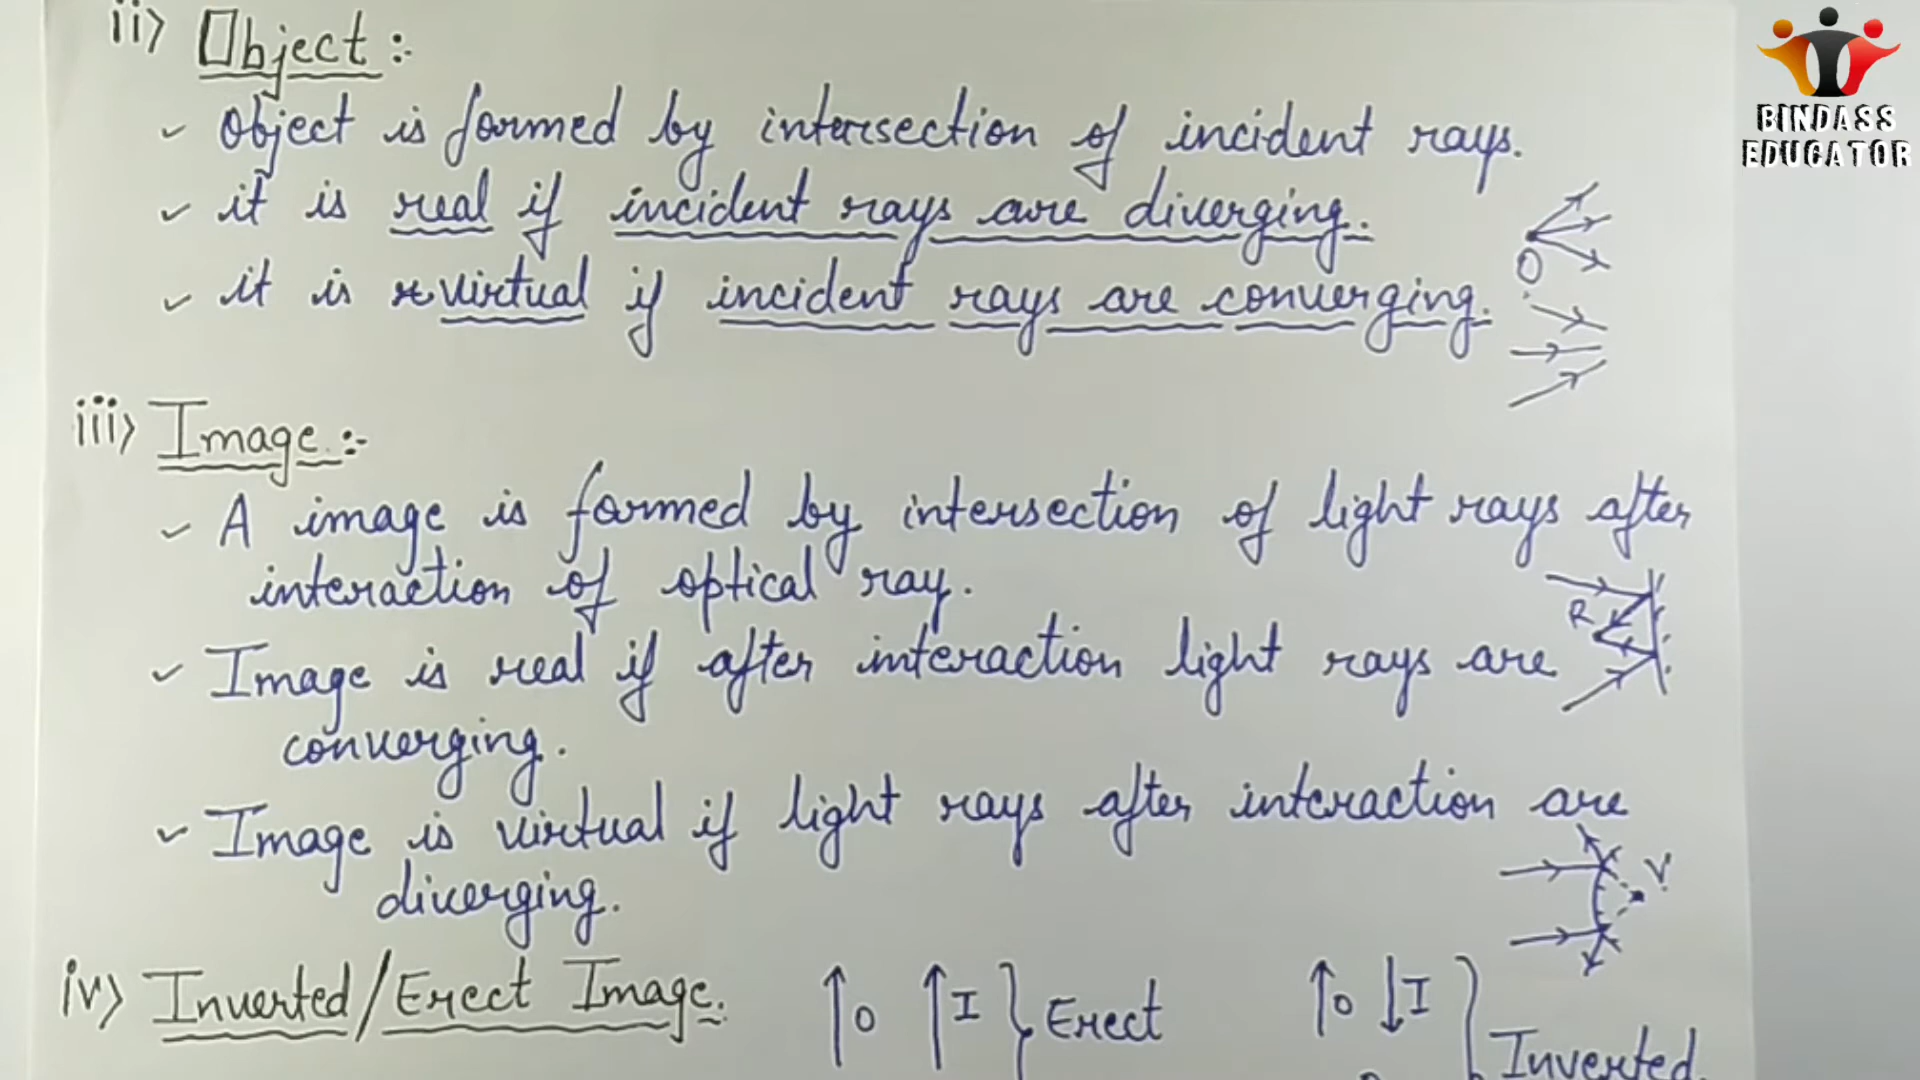 ii) Object :-
BINDASS
EDUCATOR
✓ Object is formed by intersection of incident rays.
✓ it is real if incident rays are diverging.
O
✓ it is virtual if incident rays are converging.
iii) Image :-
✓ A image is formed by intersection of light rays after
interaction of optical ray.
R
✓ Image is real if after interaction light rays are
converging.
✓ Image is virtual if light rays after interaction are
V
diverging.
iv) Inverted/Erect Image.
O I } Erect
O I } Inverted.